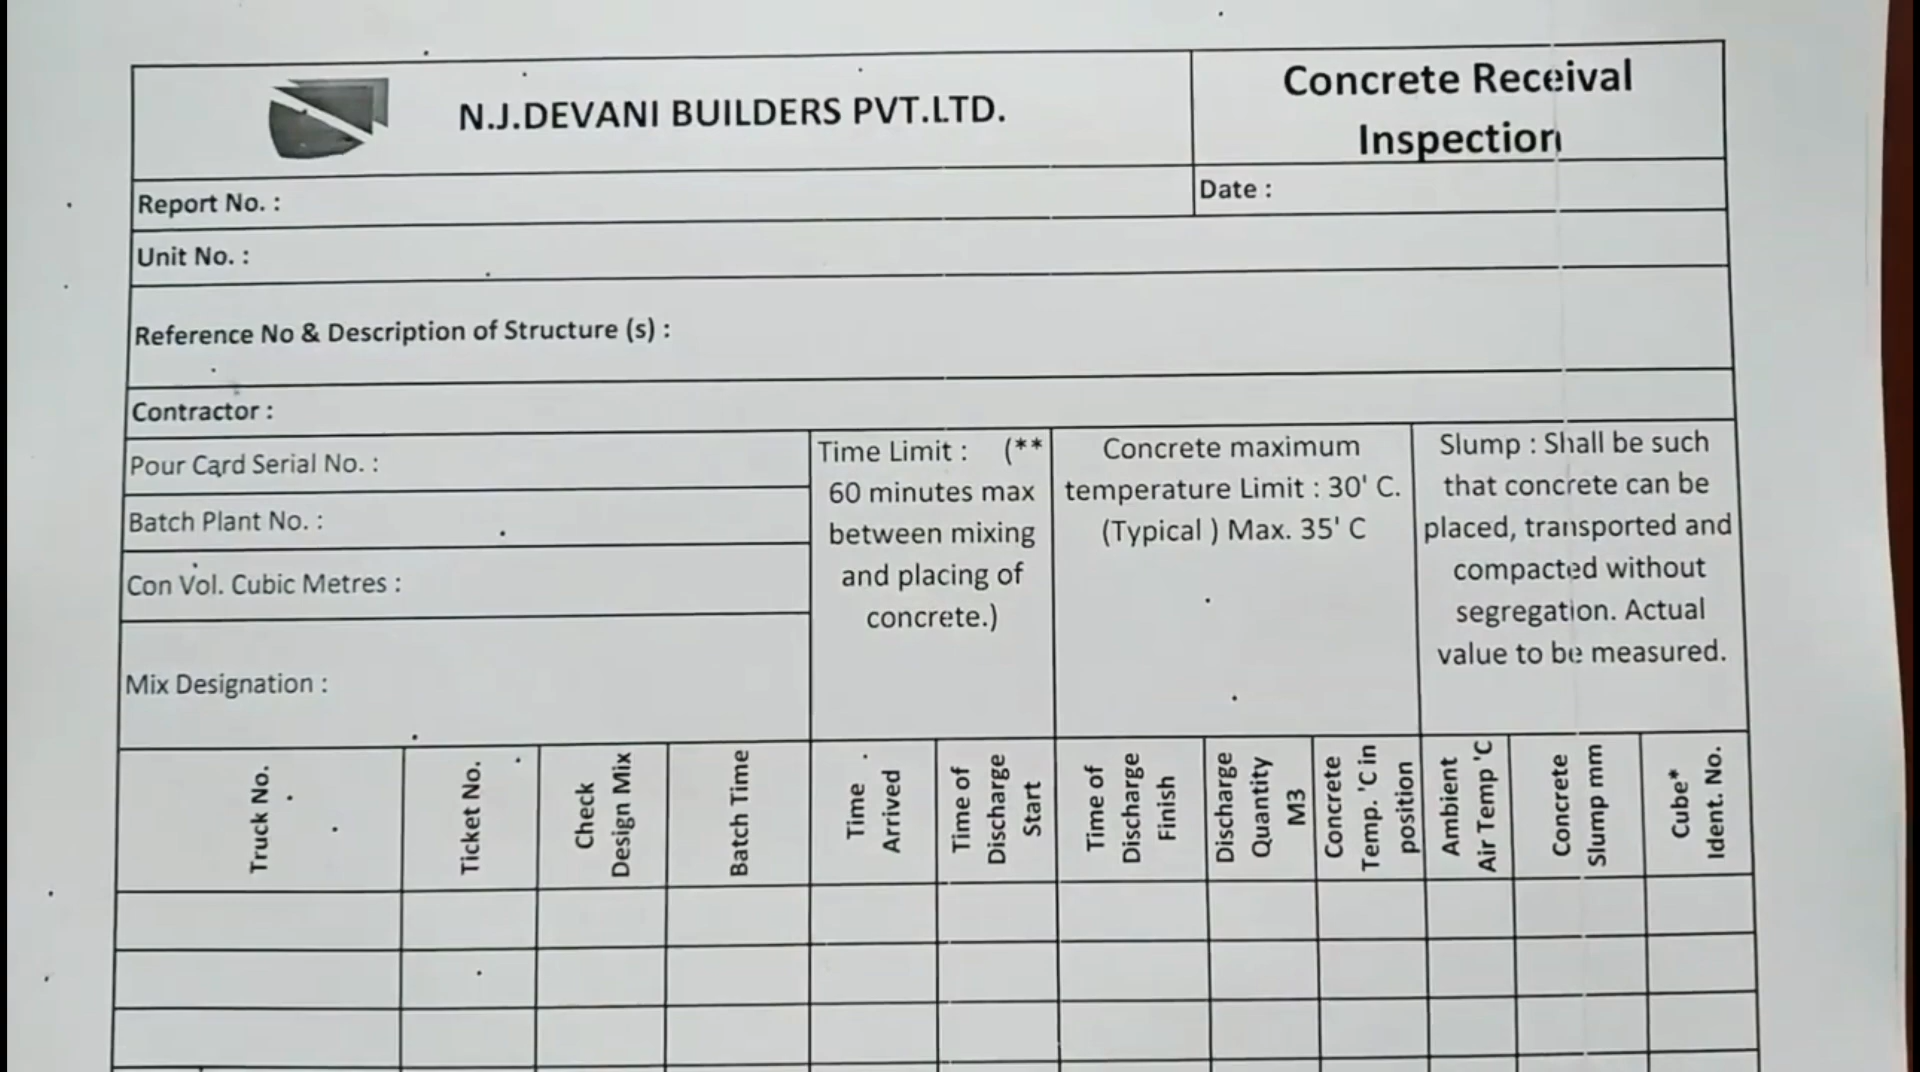 N.J.DEVANI BUILDERS PVT.LTD.
Concrete Receival
Inspection
Report No. :
Date :
Unit No. :
Reference No & Description of Structure (s) :
Contractor :
Pour Card Serial No. :
Batch Plant No. :
Con Vol. Cubic Metres :
Mix Designation :
Time Limit : (**
60 minutes max
between mixing
and placing of
concrete.)
Concrete maximum
temperature Limit : 30' C.
(Typical ) Max. 35' C
Slump : Shall be such
that concrete can be
placed, transported and
compacted without
segregation. Actual
value to be measured.
Truck No.
Ticket No.
Check
Design Mix
Batch Time
Time
Arrived
Time of
Discharge
Start
Time of
Discharge
Finish
Discharge
Quantity
M3
Concrete
Temp. 'C in
position
Ambient
Air Temp 'C
Concrete
Slump mm
Cube*
Ident. No.